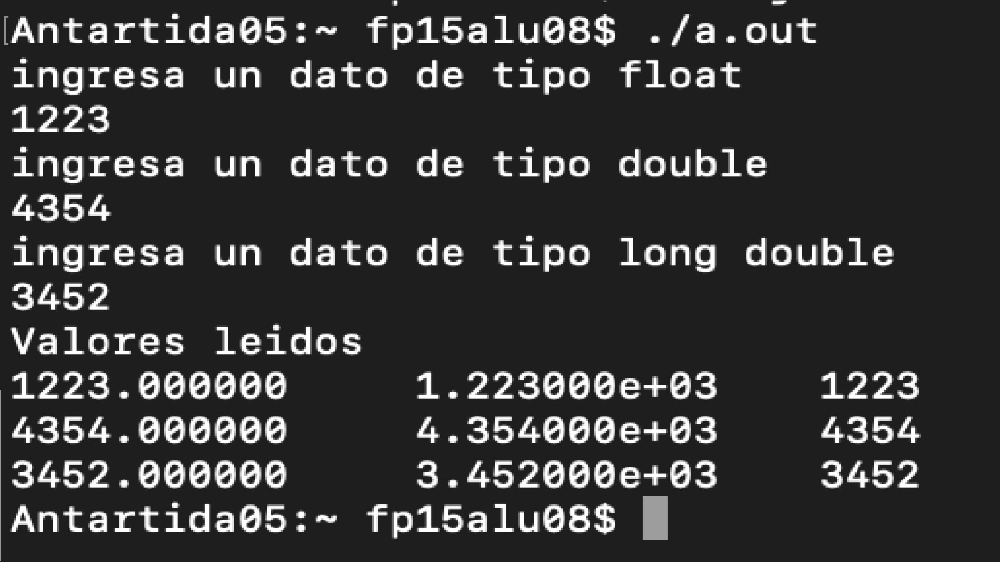 Antartida05:~ fp15alu08$ ./a.out
ingresa un dato de tipo float
1223
ingresa un dato de tipo double
4354
ingresa un dato de tipo long double
3452
Valores leidos
1223.000000     1.223000e+03    1223
4354.000000     4.354000e+03    4354
3452.000000     3.452000e+03    3452
Antartida05:~ fp15alu08$